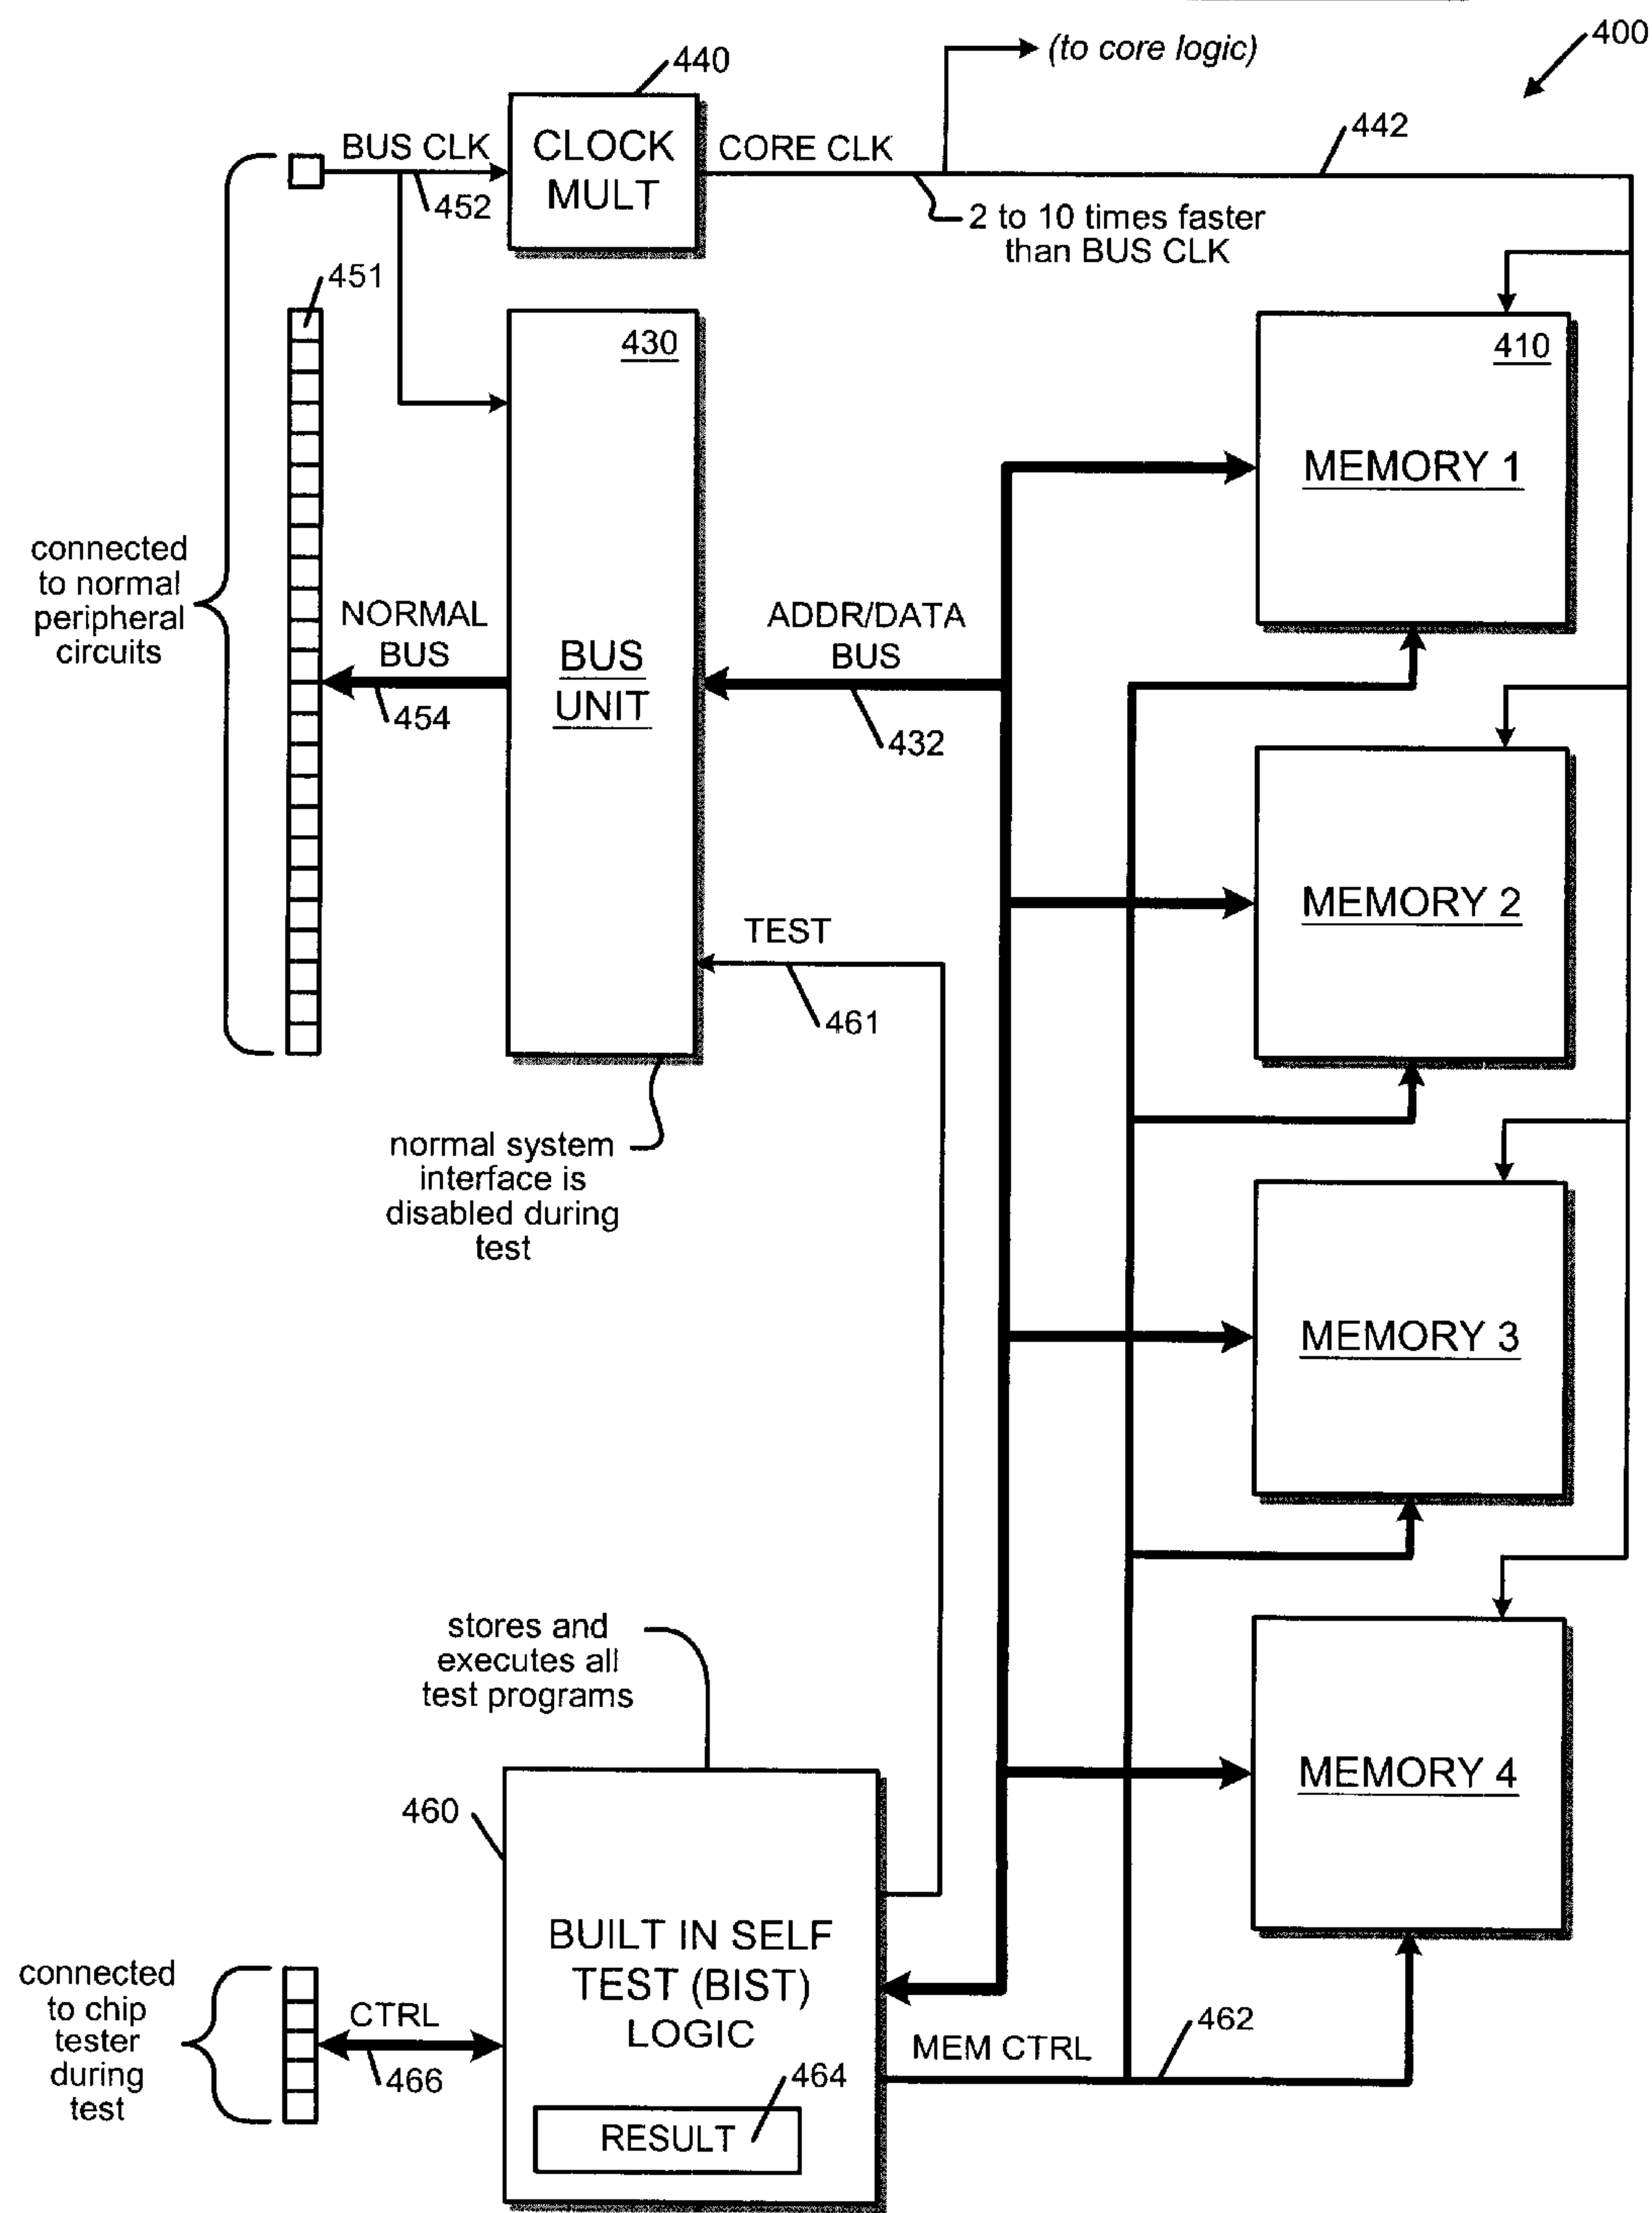 400
(to core logic)
440
CLOCK
MULT
BUS CLK
452
CORE CLK
442
2 to 10 times faster
than BUS CLK
451
430
BUS
UNIT
410
MEMORY 1
connected
to normal
peripheral
circuits
NORMAL
BUS
454
ADDR/DATA
BUS
432
MEMORY 2
TEST
461
normal system
interface is
disabled during
test
MEMORY 3
stores and
executes all
test programs
MEMORY 4
460
BUILT IN SELF
TEST (BIST)
LOGIC
connected
to chip
tester
during
test
CTRL
466
MEM CTRL
462
464
RESULT